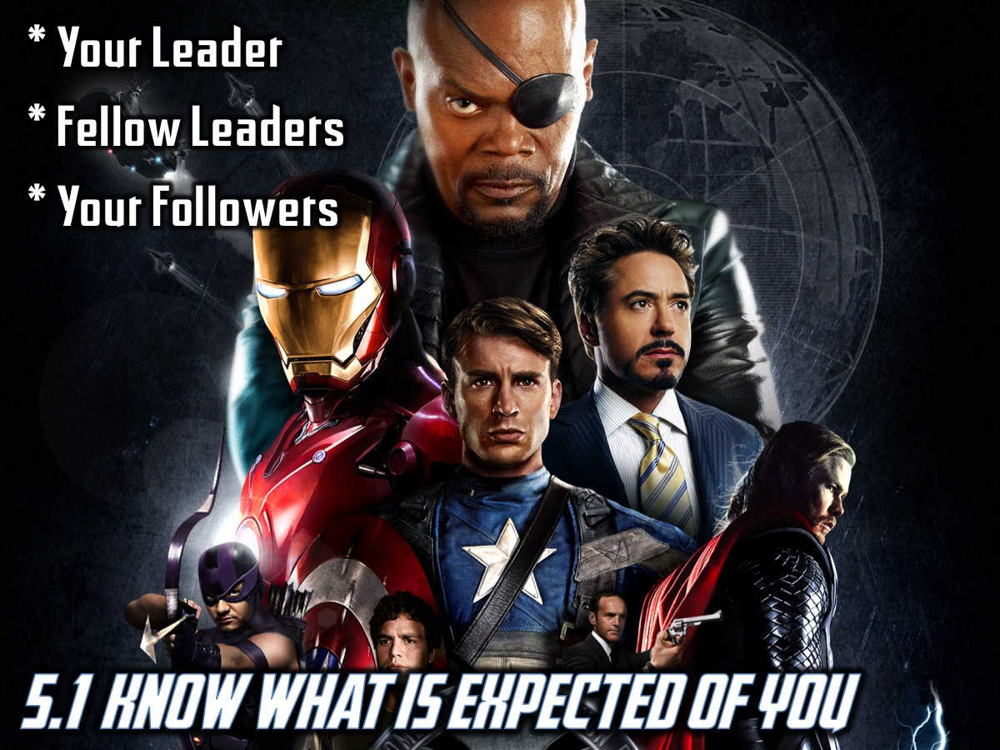 * Your Leader
* Fellow Leaders
* Your Followers
5.1 KNOW WHAT IS EXPECTED OF YOU